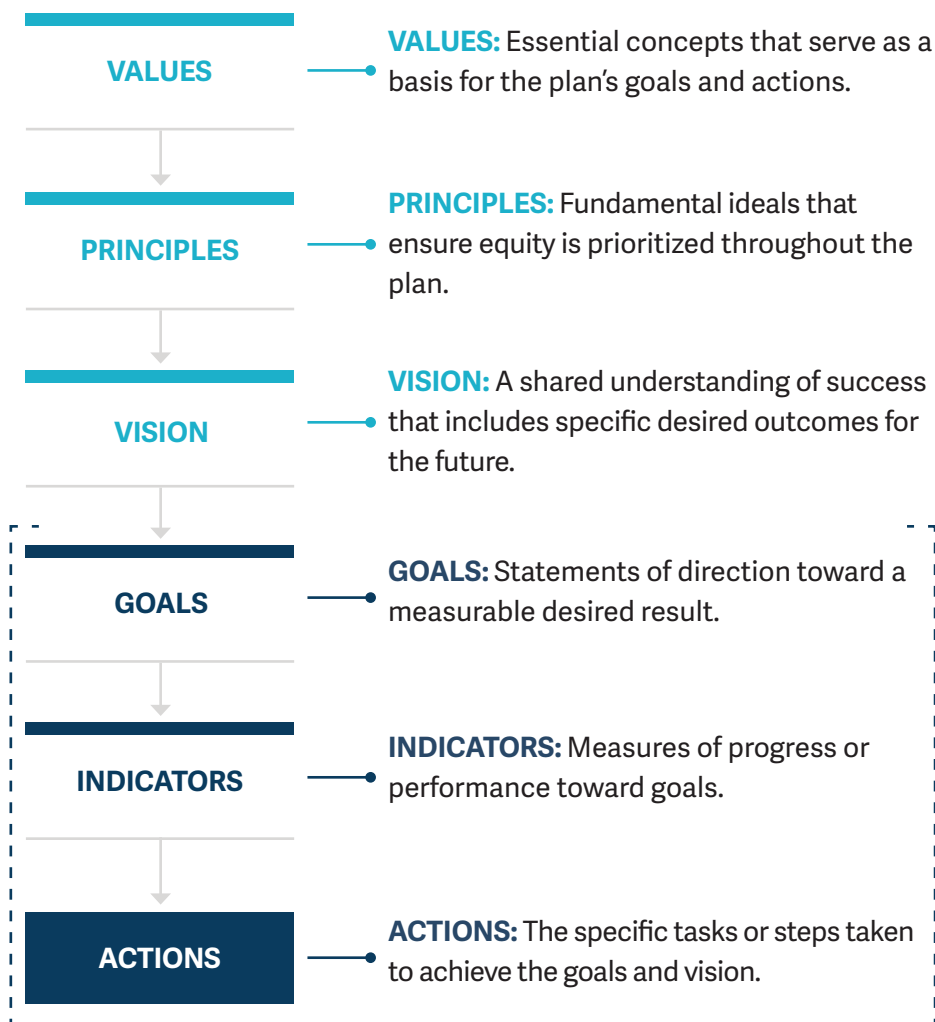 VALUES
VALUES: Essential concepts that serve as a
basis for the plan’s goals and actions.
PRINCIPLES
PRINCIPLES: Fundamental ideals that
ensure equity is prioritized throughout the
plan.
VISION
VISION: A shared understanding of success
that includes specific desired outcomes for
the future.
GOALS
GOALS: Statements of direction toward a
measurable desired result.
INDICATORS
INDICATORS: Measures of progress or
performance toward goals.
ACTIONS
ACTIONS: The specific tasks or steps taken
to achieve the goals and vision.